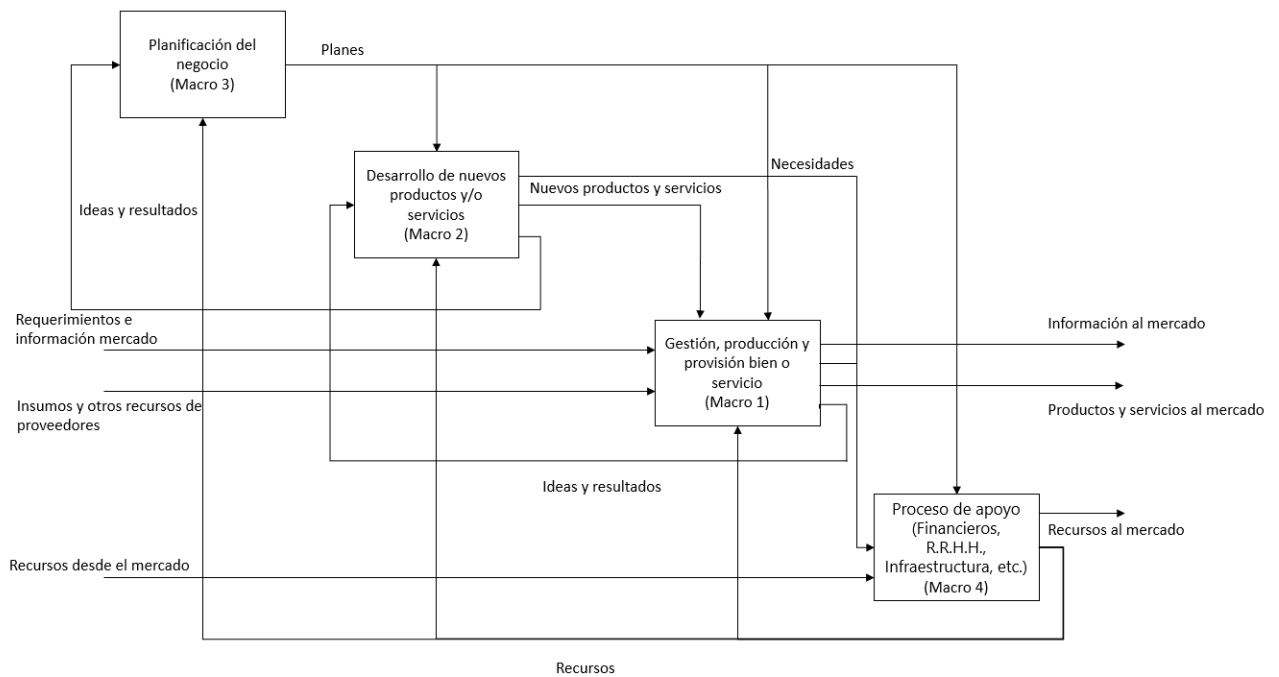 Planificación del
negocio
(Macro 3)
Planes
Necesidades
Desarrollo de nuevos
productos y/o
servicios
(Macro 2)
Nuevos productos y servicios
Ideas y resultados
Requerimientos e
información mercado
Información al mercado
Gestión, producción y
provisión bien o
servicio
(Macro 1)
Insumos y otros recursos de
proveedores
Productos y servicios al mercado
Ideas y resultados
Proceso de apoyo
(Financieros,
R.R.H.H.,
Infraestructura, etc.)
(Macro 4)
Recursos al mercado
Recursos desde el mercado
Recursos